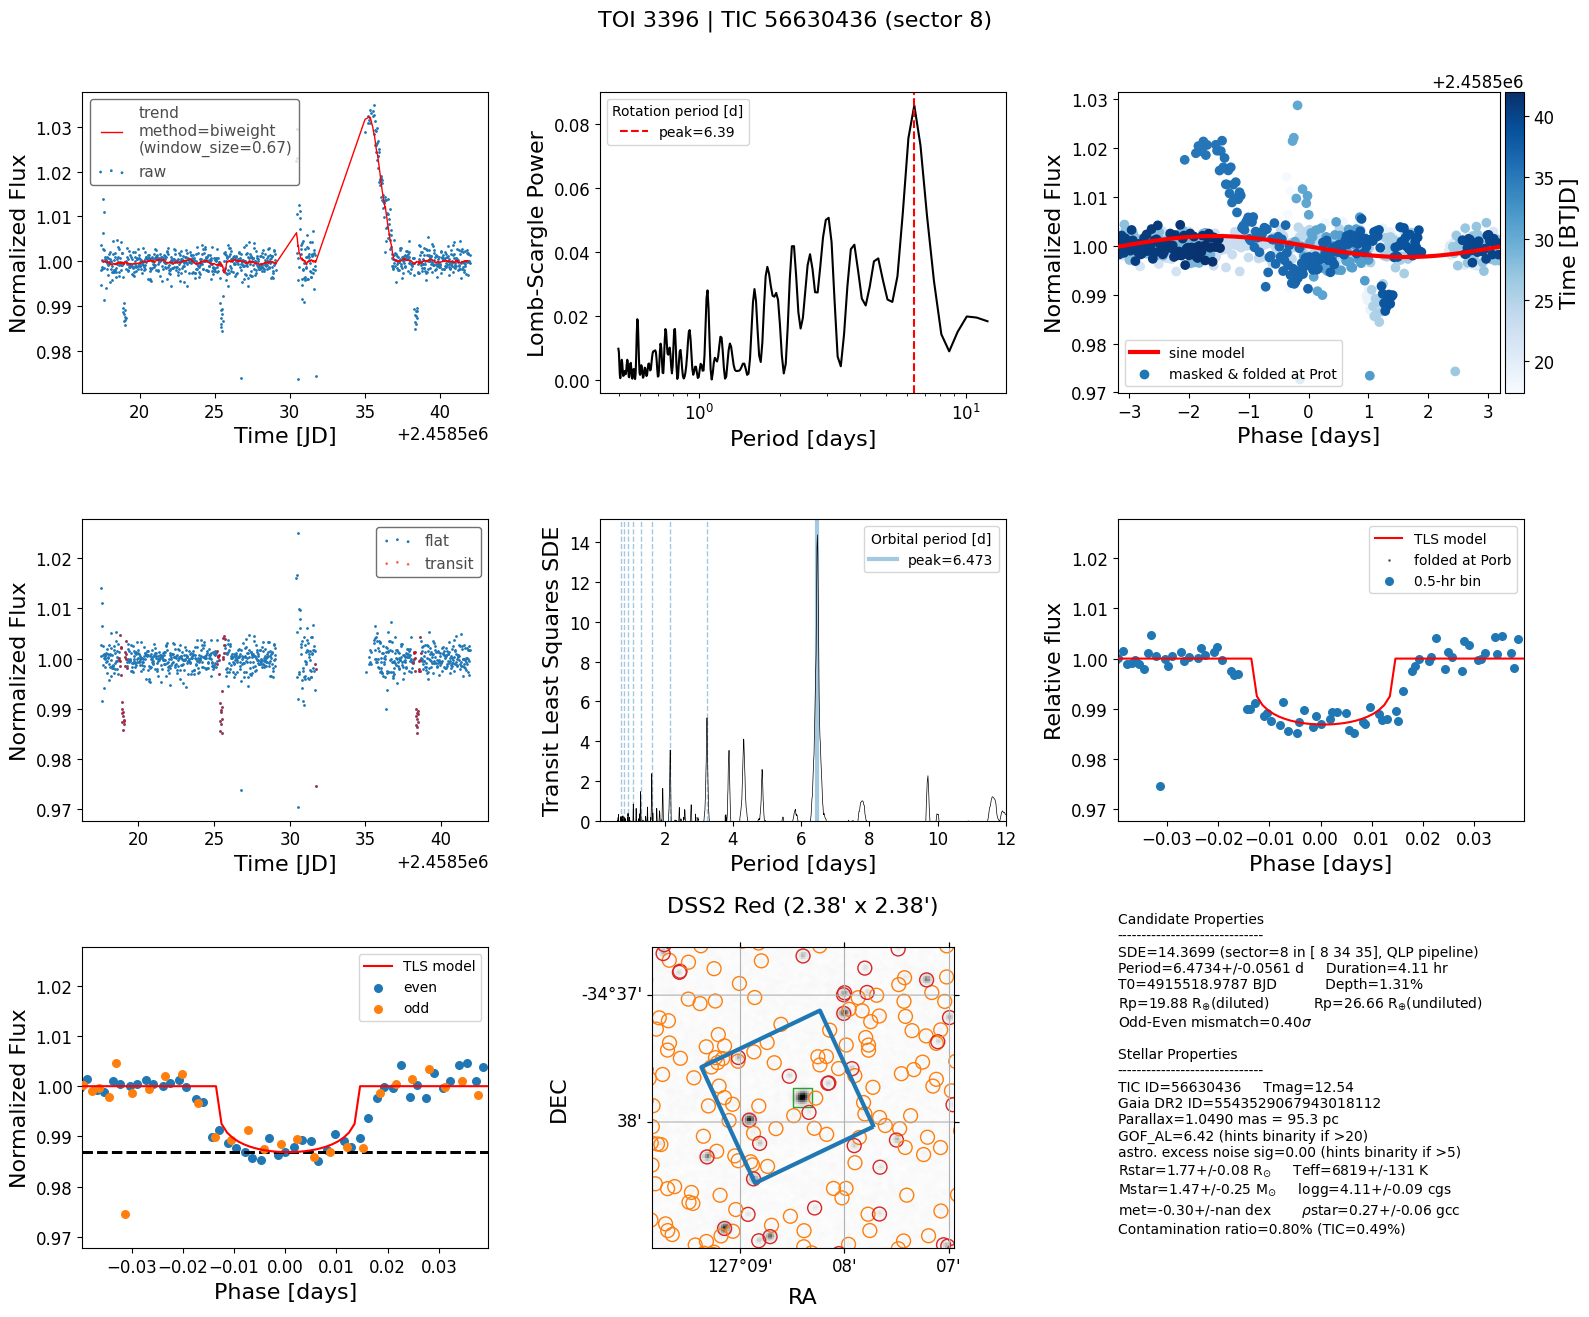 TOI 3396 | TIC 56630436 (sector 8)
Normalized Flux
1.03
1.02
1.01
1.00
0.99
0.98
trend
method=biweight
(window_size=0.67)
raw
20
25
30
35
40
Time [JD]
+2.4585e6
Lomb-Scargle Power
0.08
0.06
0.04
0.02
0.00
Rotation period [d]
peak=6.39
10⁰
10¹
Period [days]
+2.4585e6
Normalized Flux
1.03
1.02
1.01
1.00
0.99
0.98
0.97
sine model
masked & folded at Prot
−3
−2
−1
0
1
2
3
Phase [days]
40
35
30
25
20
Time [BTJD]
Normalized Flux
1.02
1.01
1.00
0.99
0.98
0.97
flat
transit
20
25
30
35
40
Time [JD]
+2.4585e6
Transit Least Squares SDE
14
12
10
8
6
4
2
0
Orbital period [d]
peak=6.473
2
4
6
8
10
12
Period [days]
Relative flux
1.02
1.01
1.00
0.99
0.98
0.97
TLS model
folded at Porb
0.5-hr bin
−0.03
−0.02
−0.01
0.00
0.01
0.02
0.03
Phase [days]
Normalized Flux
1.02
1.01
1.00
0.99
0.98
0.97
TLS model
even
odd
−0.03
−0.02
−0.01
0.00
0.01
0.02
0.03
Phase [days]
DSS2 Red (2.38' x 2.38')
DEC
-34°37'
38'
127°09'
08'
07'
RA
Candidate Properties
------------------------------
SDE=14.3699 (sector=8 in [ 8 34 35], QLP pipeline)
Period=6.4734+/-0.0561 d Duration=4.11 hr
T0=4915518.9787 BJD Depth=1.31%
Rp=19.88 R⊕(diluted) Rp=26.66 R⊕(undiluted)
Odd-Even mismatch=0.40σ
Stellar Properties
------------------------------
TIC ID=56630436 Tmag=12.54
Gaia DR2 ID=5543529067943018112
Parallax=1.0490 mas = 95.3 pc
GOF_AL=6.42 (hints binarity if >20)
astro. excess noise sig=0.00 (hints binarity if >5)
Rstar=1.77+/-0.08 R⊙ Teff=6819+/-131 K
Mstar=1.47+/-0.25 M⊙ logg=4.11+/-0.09 cgs
met=-0.30+/-nan dex ρstar=0.27+/-0.06 gcc
Contamination ratio=0.80% (TIC=0.49%)